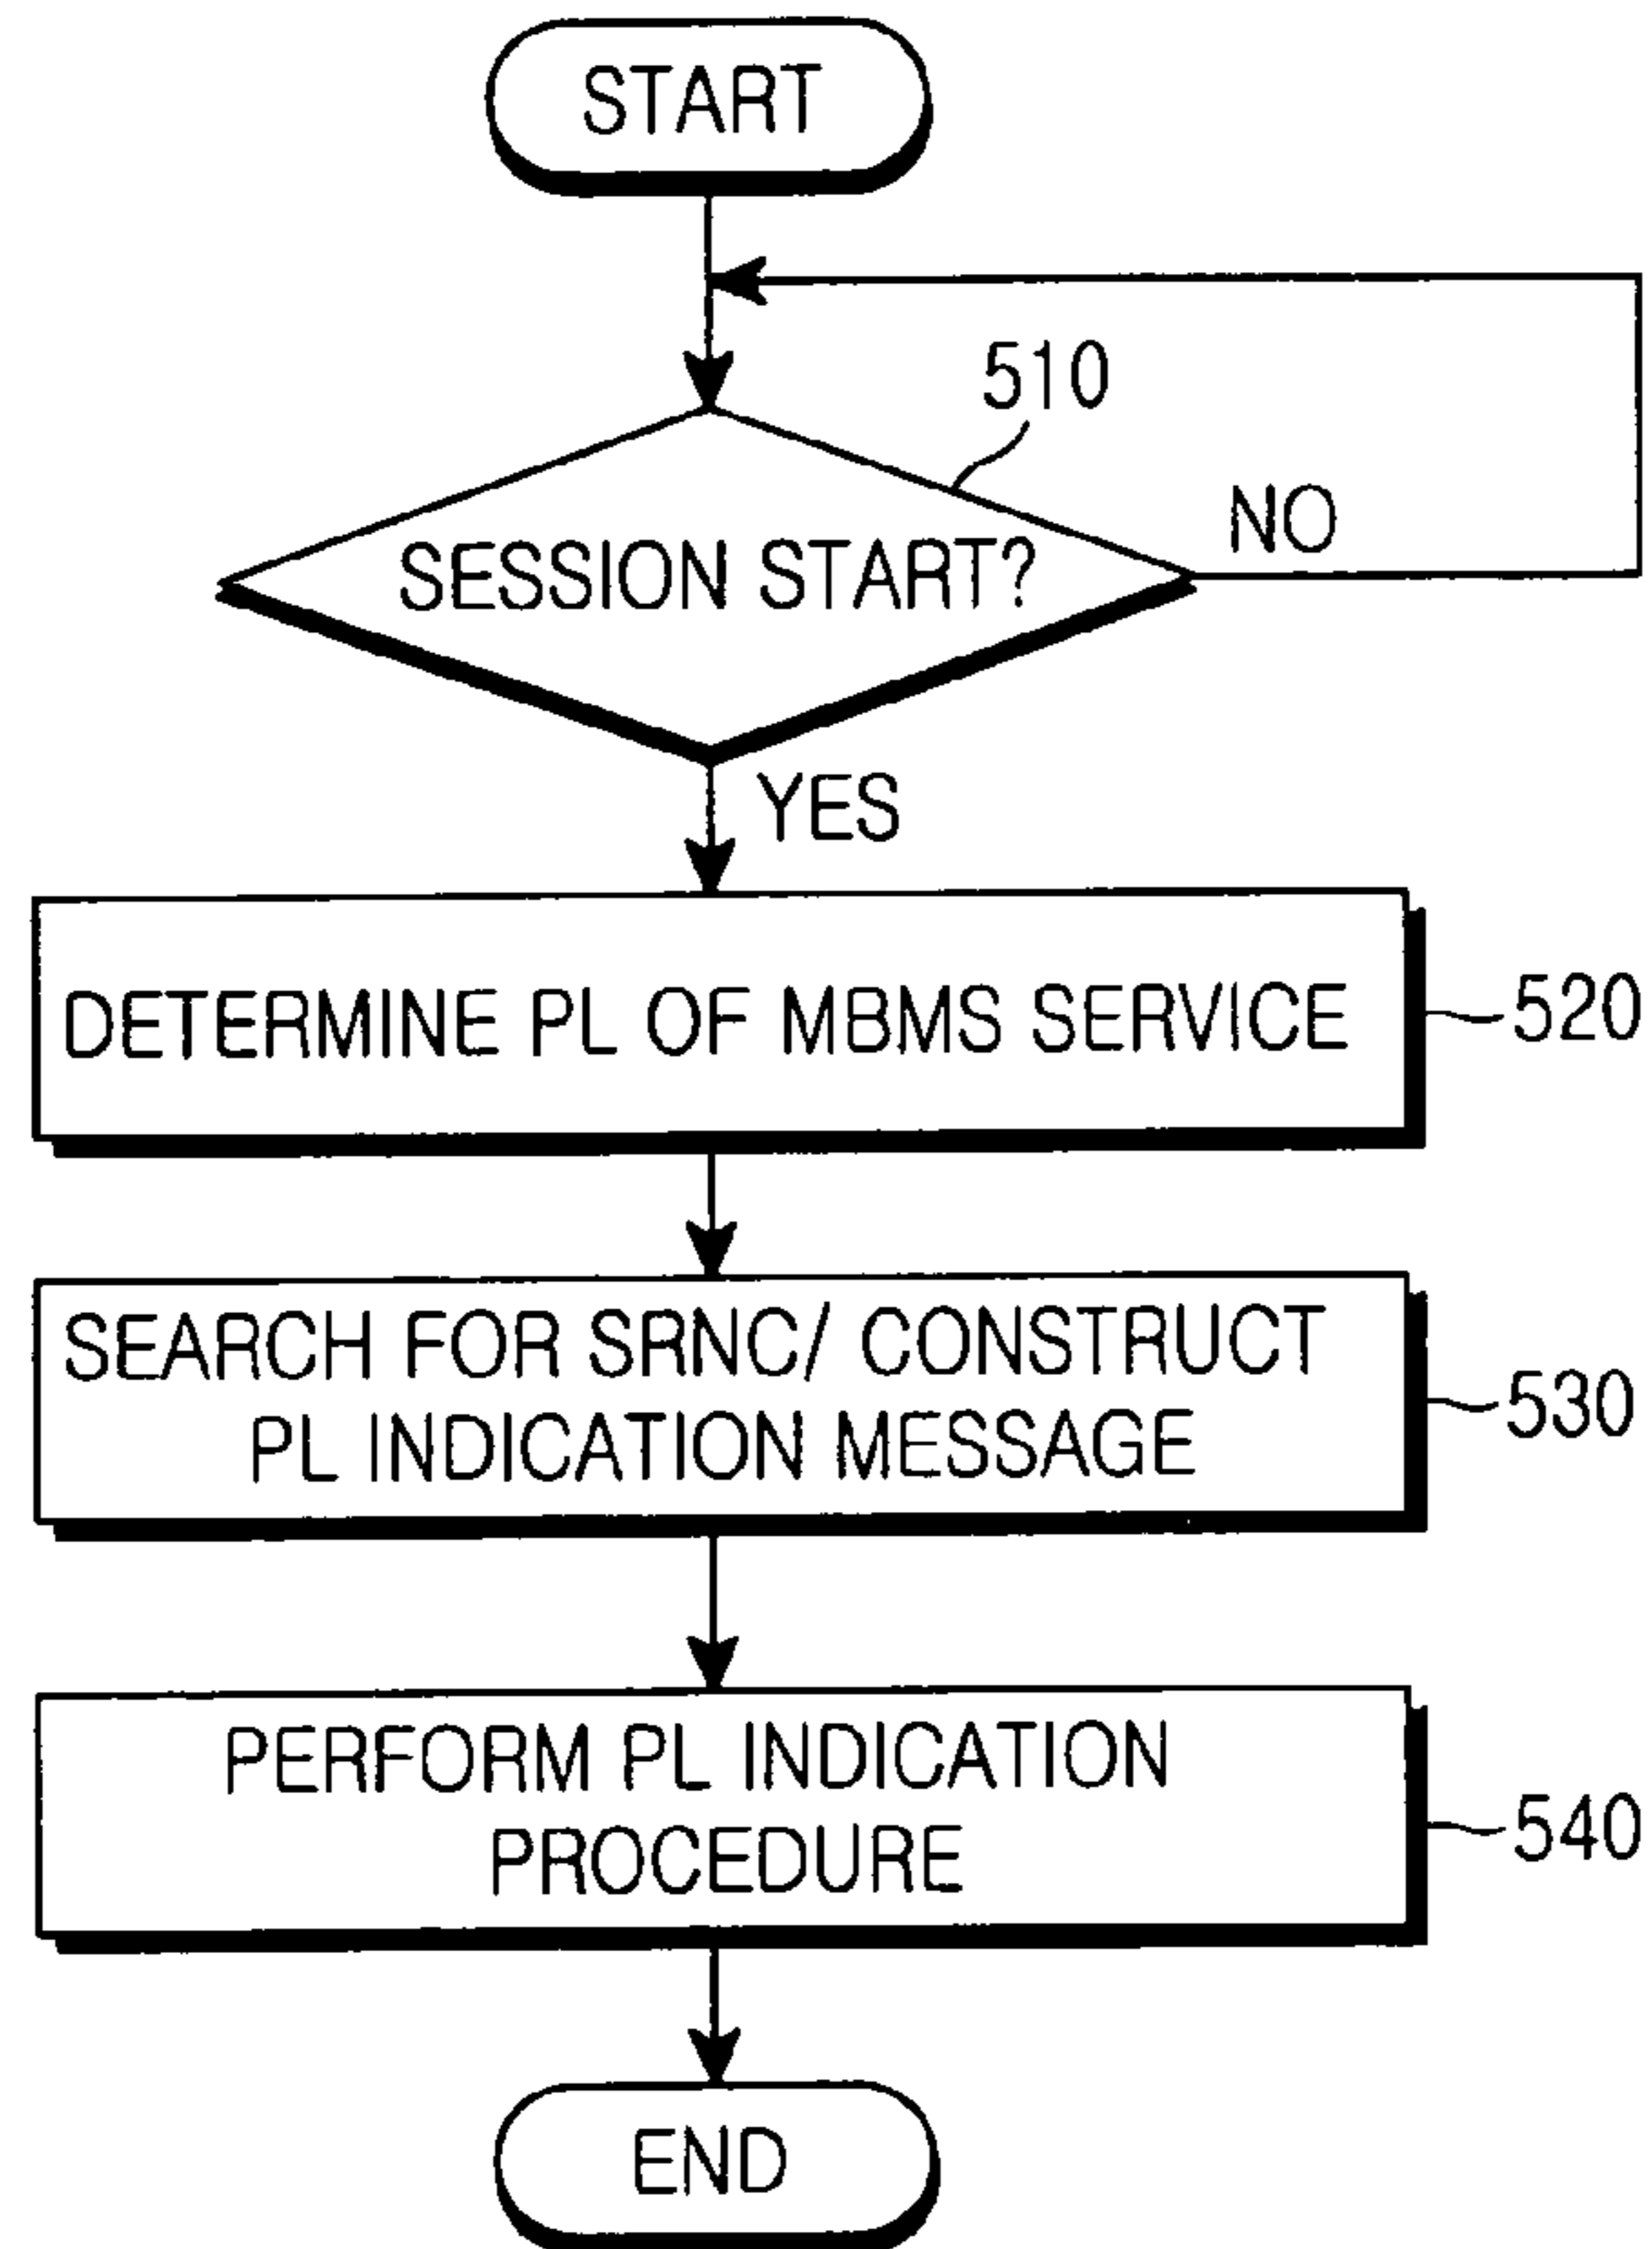 START
510
NO
SESSION START?
YES
DETERMINE PL OF MBMS SERVICE
520
SEARCH FOR SRNC/ CONSTRUCT
PL INDICATION MESSAGE
530
PERFORM PL INDICATION
PROCEDURE
540
END